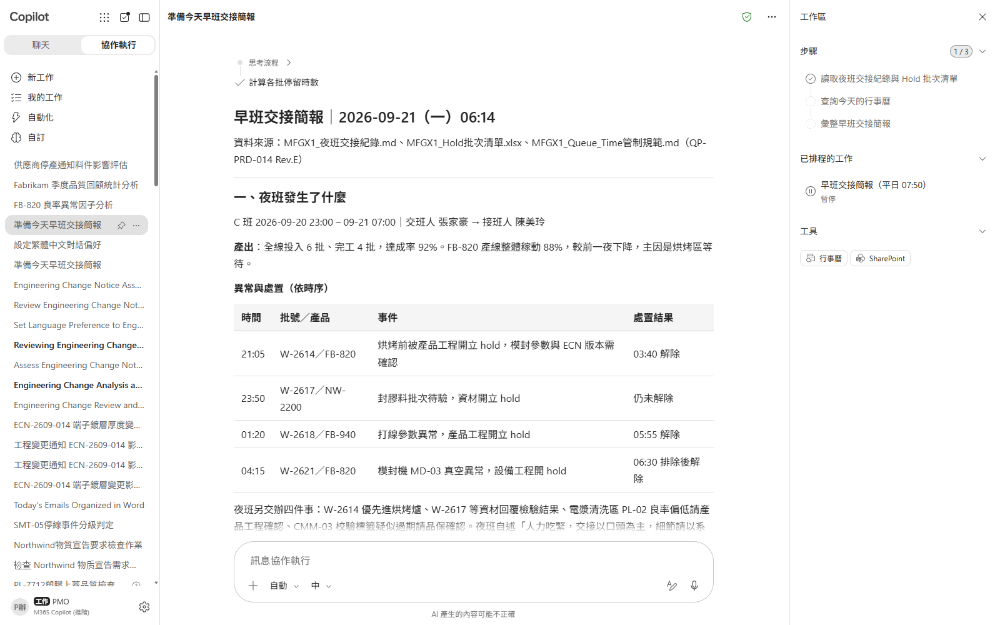 Copilot
聊天
協作執行
新工作
我的工作
自動化
自訂
供應商停產通知料件影響評估
Fabrikam 季度品質回顧統計分析
FB-820 良率異常因子分析
準備今天早班交接簡報
設定繁體中文對話偏好
準備今天早班交接簡報
Engineering Change Notice Ass...
Review Engineering Change Not...
Set Language Preference to Eng...
Reviewing Engineering Change...
Assess Engineering Change Not...
Engineering Change Analysis a...
Engineering Change Review and...
ECN-2609-014 端子鍍層厚度變...
工程變更通知 ECN-2609-014 影...
工程變更通知 ECN-2609-014 影...
ECN-2609-014 端子鍍層變更影...
Today's Emails Organized in Word
SMT-05停線事件分級判定
Northwind物質宣告要求檢查作業
检查 Northwind 物质宣告需求...
PL-7712塑膠上蓋品質檢查
P辦
工作 PMO
M365 Copilot (進階)
準備今天早班交接簡報
思考流程
計算各批停留時數
早班交接簡報｜2026-09-21（一）06:14
資料來源：MFGX1_夜班交接紀錄.md、MFGX1_Hold批次清單.xlsx、MFGX1_Queue_Time管制規範.md（QP-
PRD-014 Rev.E）
一、夜班發生了什麼
C 班 2026-09-20 23:00 – 09-21 07:00｜交班人 張家豪 → 接班人 陳美玲
產出：全線投入 6 批、完工 4 批，達成率 92%。FB-820 產線整體稼動 88%，較前一夜下降，主因是烘烤區等
待。
異常與處置（依時序）
時間 批號／產品 事件 處置結果
21:05 W-2614／FB-820 烘烤前被產品工程開立 hold，模封參數與 ECN 版本需
確認 03:40 解除
23:50 W-2617／NW-
2200 封膠料批次待驗，資材開立 hold 仍未解除
01:20 W-2618／FB-940 打線參數異常，產品工程開立 hold 05:55 解除
04:15 W-2621／FB-820 模封機 MD-03 真空異常，設備工程開 hold 06:30 排除後解
除
夜班另交辦四件事：W-2614 優先進烘烤爐、W-2617 等資材回覆檢驗結果、電漿清洗區 PL-02 良率偏低請產
品工程確認、CMM-03 校驗標籤疑似過期請品保確認。夜班自述「人力吃緊，交接以口頭為主，細節請以系
訊息協作執行
自動
中
AI 產生的內容可能不正確
工作區
步驟
1 / 3
讀取夜班交接紀錄與 Hold 批次清單
查詢今天的行事曆
彙整早班交接簡報
已排程的工作
早班交接簡報（平日 07:50）
暫停
工具
行事曆
SharePoint